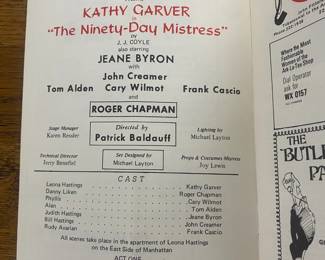 KATHY GARVER
in
"The Ninety-Day Mistress"
by
J. J. COYLE
also starring
JEANE BYRON
with
John Creamer
Tom Alden Cary Wilmot Frank Cascio
and
ROGER CHAPMAN
Stage Manager
Karen Ressler
Directed by
Patrick Baldauff
Lighting by
Michael Layton
Technical Director
Jerry Benefiel
Set Designed by
Michael Layton
Props & Costumes Mistress
Joy Lewis
CAST
Leona Hastings Kathy Garver
Danny Liken Roger Chapman
Phyllis Cary Wilmot
Alan Tom Alden
Judith Hastings Jeane Byron
Bill Hastings John Creamer
Rudy Avarian Frank Cascio
All scenes take place in the apartment of Leona Hastings
on the East Side of Manhattan
ACT ONE
Where the Most
Fashionable
Women of the
Ark-La-Tex Shop
Dial Operator
ask for
WX 0157
THE
"BUTLE
PA